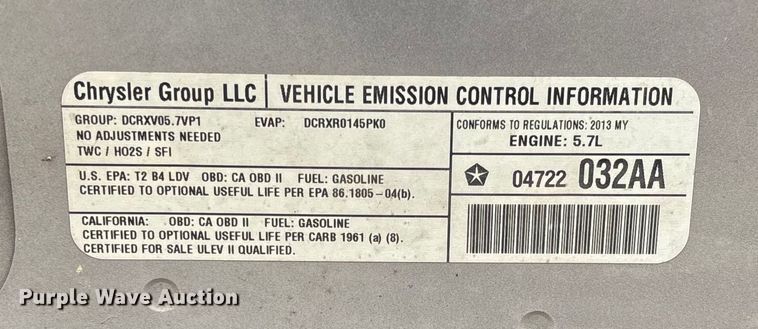 Chrysler Group LLC VEHICLE EMISSION CONTROL INFORMATION
GROUP: DCRXV05.7VP1 EVAP: DCRXR0145PK0
NO ADJUSTMENTS NEEDED
TWC / HO2S / SFI
CONFORMS TO REGULATIONS: 2013 MY
ENGINE: 5.7L
U.S. EPA: T2 B4 LDV OBD: CA OBD II FUEL: GASOLINE
CERTIFIED TO OPTIONAL USEFUL LIFE PER EPA 86.1805-04(b).
04722 032AA
CALIFORNIA: OBD: CA OBD II FUEL: GASOLINE
CERTIFIED TO OPTIONAL USEFUL LIFE PER CARB 1961 (a) (8).
CERTIFIED FOR SALE ULEV II QUALIFIED.
Purple Wave Auction